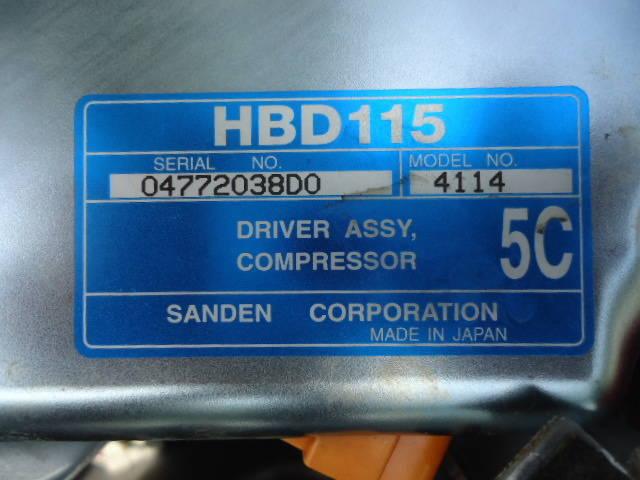 HBD115
SERIAL NO. MODEL NO.
04772038D0 4114
DRIVER ASSY,
COMPRESSOR 5C
SANDEN CORPORATION
MADE IN JAPAN